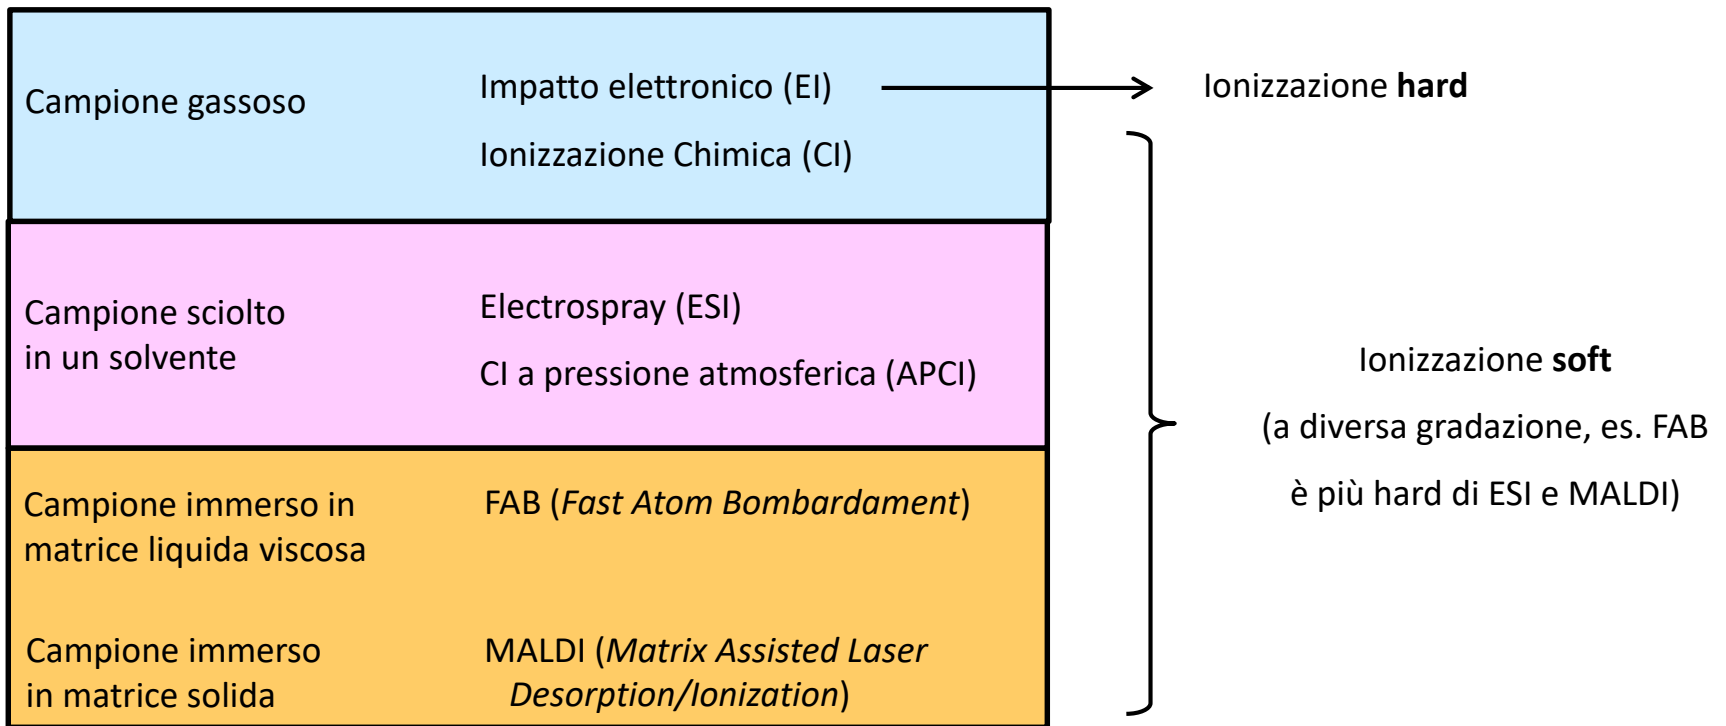 Campione gassoso
Impatto elettronico (EI)
Ionizzazione hard
Ionizzazione Chimica (CI)
Campione sciolto
in un solvente
Electrospray (ESI)
CI a pressione atmosferica (APCI)
Ionizzazione soft
(a diversa gradazione, es. FAB
è più hard di ESI e MALDI)
Campione immerso in
matrice liquida viscosa
FAB (Fast Atom Bombardament)
Campione immerso
in matrice solida
MALDI (Matrix Assisted Laser
Desorption/Ionization)